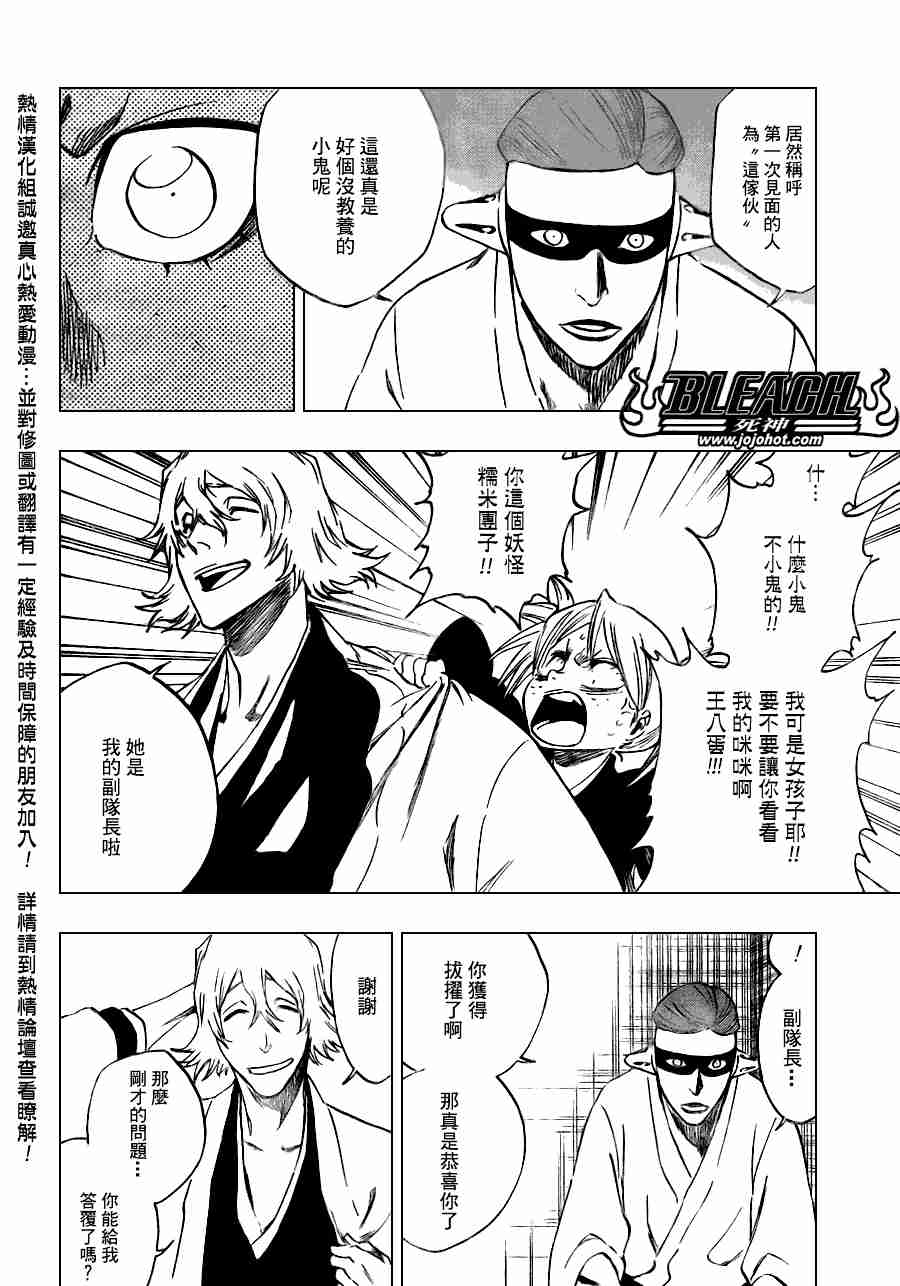 居然稱呼
第一次見面的人
為〝這傢伙〞
這還真是
好個沒教養的
小鬼呢
BLEACH
死神
www.jojohot.com
什…
什麼小鬼
不小鬼的!!
我可是女孩子耶!!
要不要讓你看看
我的咪咪啊
王八蛋!!!
你這個妖怪
糯米團子!!
她是
我的副隊長啦
!
副隊長…
你獲得
拔擢了啊
那真是恭喜你了
謝謝
那麼
剛才的問題…
你能給我
答覆了嗎?
熱情漢化組誠邀真心熱愛動漫…並對修圖或翻譯有一定經驗及時間保障的朋友加入! 詳情請到熱情論壇查看瞭解!